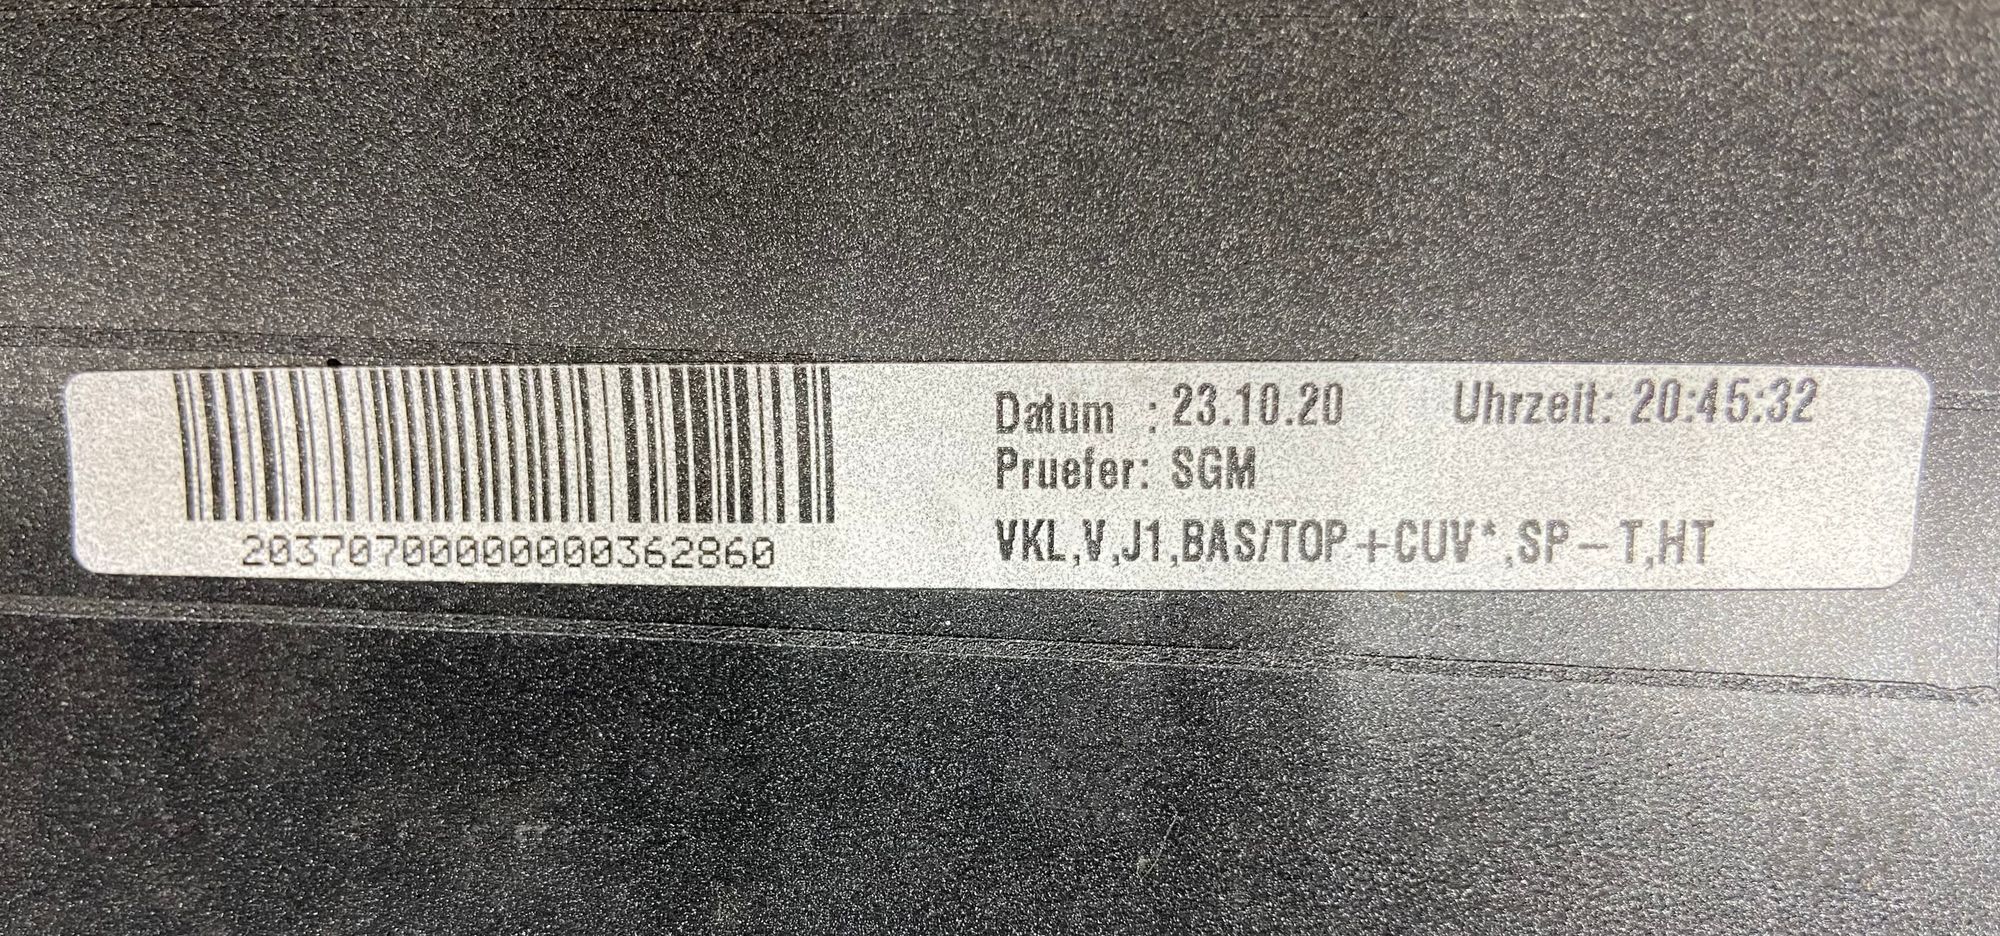 Datum : 23.10.20 Uhrzeit: 20:45:32
Pruefer: SGM
VKL,V,J1,BAS/TOP+CUV*,SP-T,HT
20370700000000362860